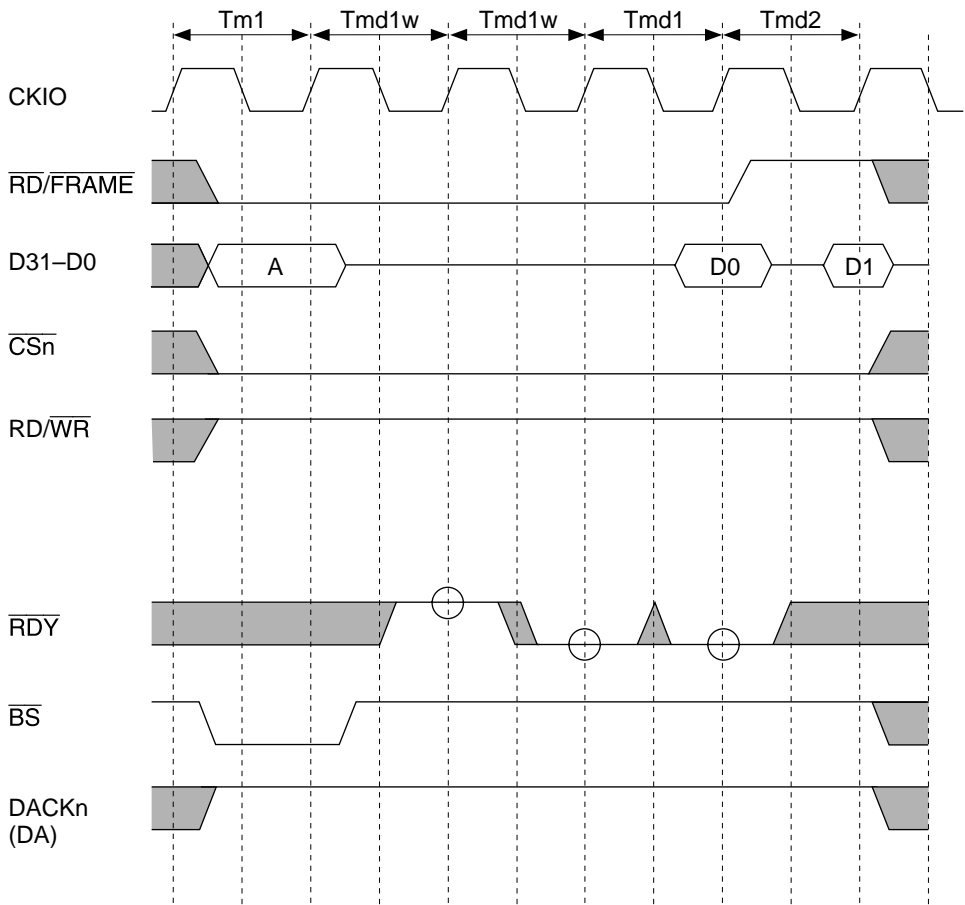 Tm1 Tmd1w Tmd1w Tmd1 Tmd2
CKIO
RD/FRAME
D31–D0 A D0 D1
CSn
RD/WR
RDY
BS
DACKn
(DA)